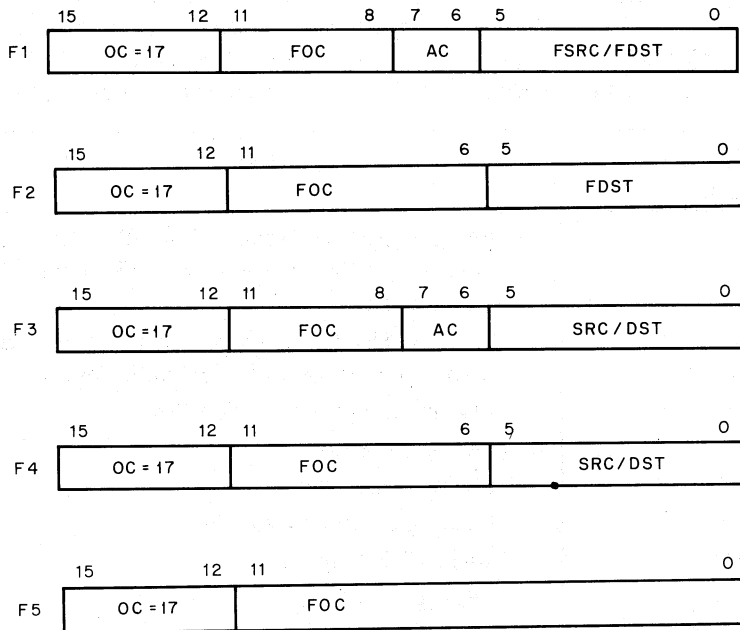 15 12 11 8 7 6 5 0
F1 OC = 17 FOC AC FSRC/FDST
15 12 11 6 5 0
F2 OC = 17 FOC FDST
15 12 11 8 7 6 5 0
F3 OC = 17 FOC AC SRC/DST
15 12 11 6 5 0
F4 OC = 17 FOC SRC/DST
15 12 11 0
F5 OC = 17 FOC